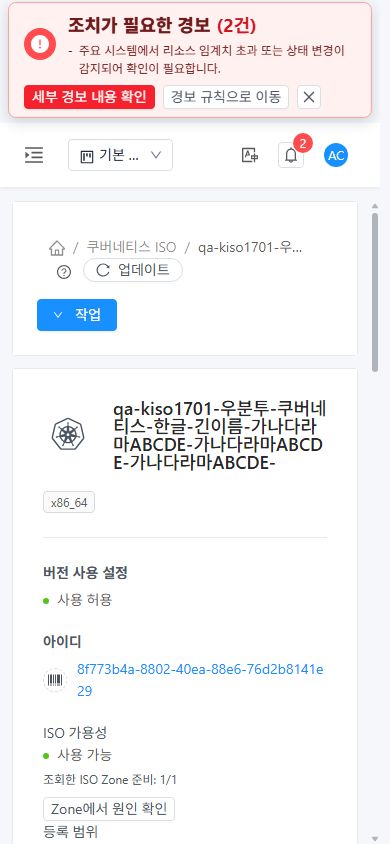 조치가 필요한 경보 (2건)
- 주요 시스템에서 리소스 임계치 초과 또는 상태 변경이
감지되어 확인이 필요합니다.
세부 경보 내용 확인 경보 규칙으로 이동
기본 ... 2 AC
/ 쿠버네티스 ISO / qa-kiso1701-우...
업데이트
작업
qa-kiso1701-우분투-쿠버네
티스-한글-긴이름-가나다라
마ABCDE-가나다라마ABCD
E-가나다라마ABCDE-
x86_64
버전 사용 설정
사용 허용
아이디
8f773b4a-8802-40ea-88e6-76d2b8141e
29
ISO 가용성
사용 가능
조회한 ISO Zone 준비: 1/1
Zone에서 원인 확인
등록 범위